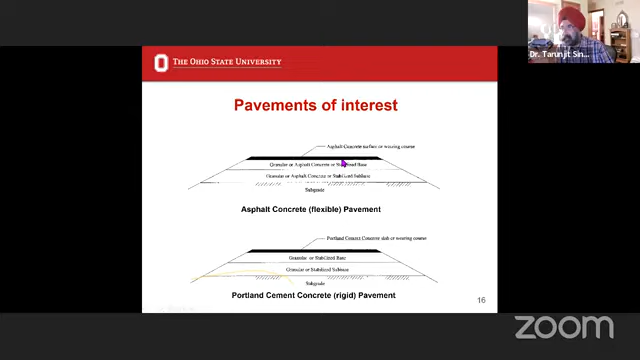 Dr. Tarunjit Sin...
THE OHIO STATE UNIVERSITY
Pavements of interest
Asphalt Concrete surface or wearing course
Granular or Asphalt Concrete or Stabilized Base
Granular or Asphalt Concrete or Stabilized Subbase
Subgrade
Asphalt Concrete (flexible) Pavement
Portland Cement Concrete slab or wearing course
Granular or Stabilized Base
Granular or Stabilized Subbase
Subgrade
Portland Cement Concrete (rigid) Pavement
16
zoom